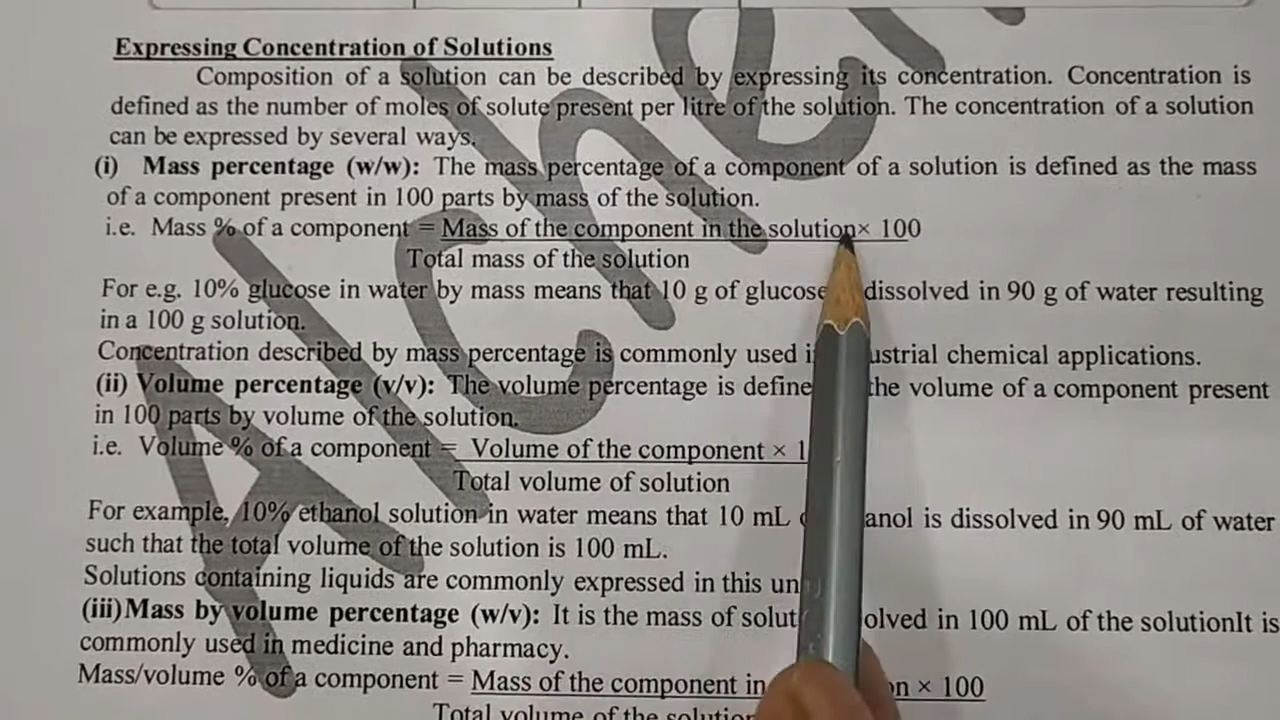 Expressing Concentration of Solutions
Composition of a solution can be described by expressing its concentration. Concentration is
defined as the number of moles of solute present per litre of the solution. The concentration of a solution
can be expressed by several ways.
(i) Mass percentage (w/w): The mass percentage of a component of a solution is defined as the mass
of a component present in 100 parts by mass of the solution.
i.e. Mass % of a component = Mass of the component in the solution× 100
Total mass of the solution
For e.g. 10% glucose in water by mass means that 10 g of glucose dissolved in 90 g of water resulting
in a 100 g solution.
Concentration described by mass percentage is commonly used chemical applications.
(ii) Volume percentage (v/v): The volume percentage is the volume of a component present
in 100 parts by volume of the solution.
i.e. Volume % of a component = Volume of the component ×
Total volume of solution
For example, 10% ethanol solution in water means that 10 mL is dissolved in 90 mL of water
such that the total volume of the solution is 100 mL.
Solutions containing liquids are commonly expressed in this
(iii)Mass by volume percentage (w/v): It is the mass of in 100 mL of the solutionIt is
commonly used in medicine and pharmacy.
Mass/volume % of a component = Mass of the component in × 100
Total volume of the solution
Alche